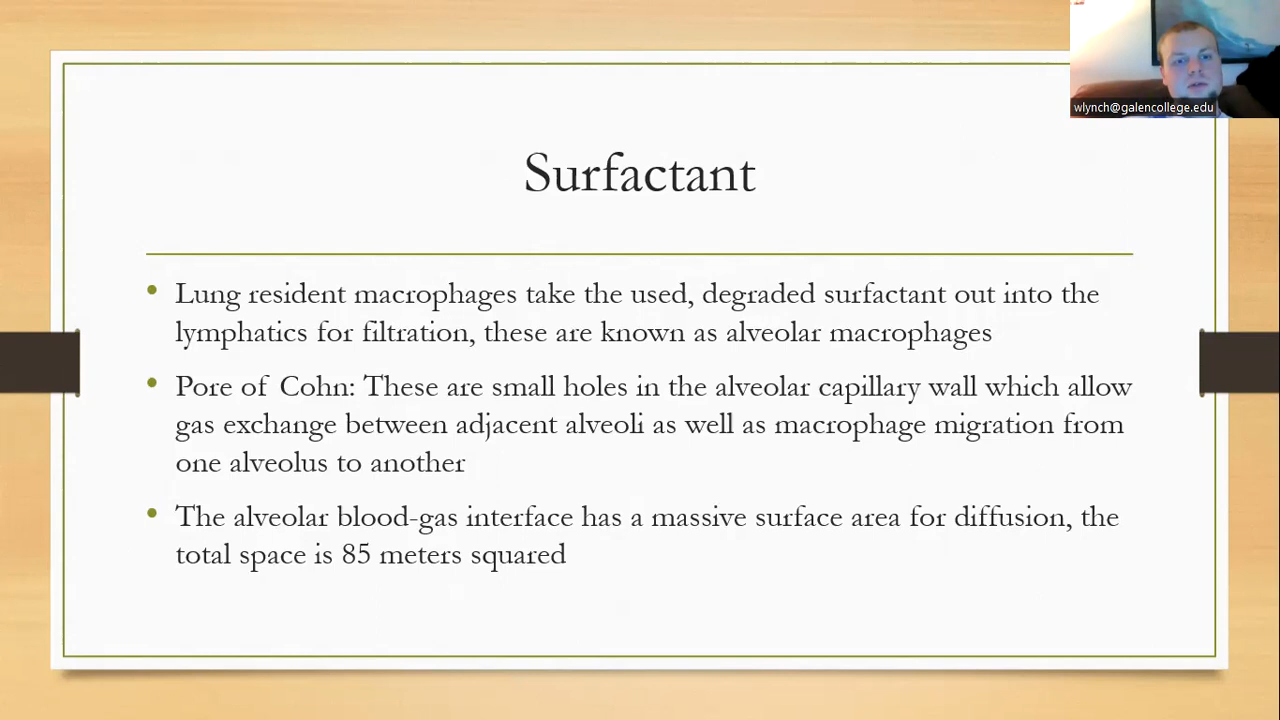 wlynch@galencollege.edu
Surfactant
• Lung resident macrophages take the used, degraded surfactant out into the
lymphatics for filtration, these are known as alveolar macrophages
• Pore of Cohn: These are small holes in the alveolar capillary wall which allow
gas exchange between adjacent alveoli as well as macrophage migration from
one alveolus to another
• The alveolar blood-gas interface has a massive surface area for diffusion, the
total space is 85 meters squared